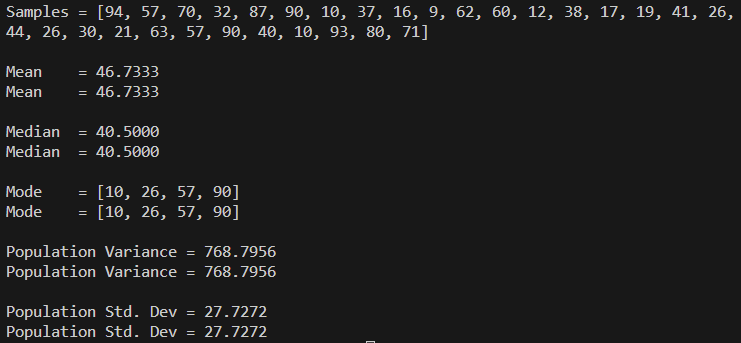 Samples = [94, 57, 70, 32, 87, 90, 10, 37, 16, 9, 62, 60, 12, 38, 17, 19, 41, 26,
44, 26, 30, 21, 63, 57, 90, 40, 10, 93, 80, 71]
Mean    = 46.7333
Mean    = 46.7333
Median  = 40.5000
Median  = 40.5000
Mode    = [10, 26, 57, 90]
Mode    = [10, 26, 57, 90]
Population Variance = 768.7956
Population Variance = 768.7956
Population Std. Dev = 27.7272
Population Std. Dev = 27.7272